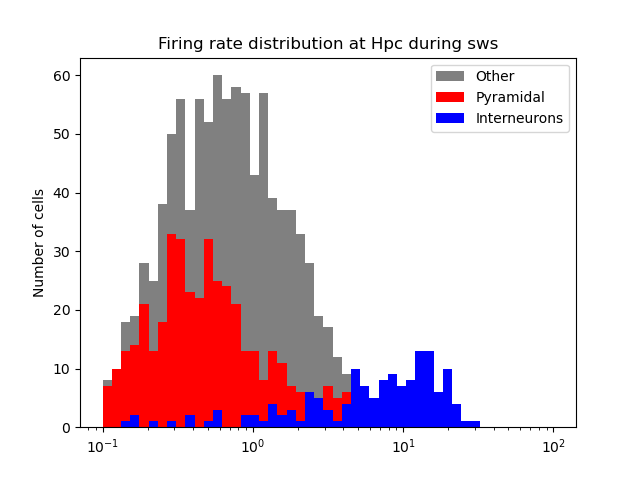 Firing rate distribution at Hpc during sws
Number of cells
60
50
40
30
20
10
0
10⁻¹
10⁰
10¹
10²
Other
Pyramidal
Interneurons